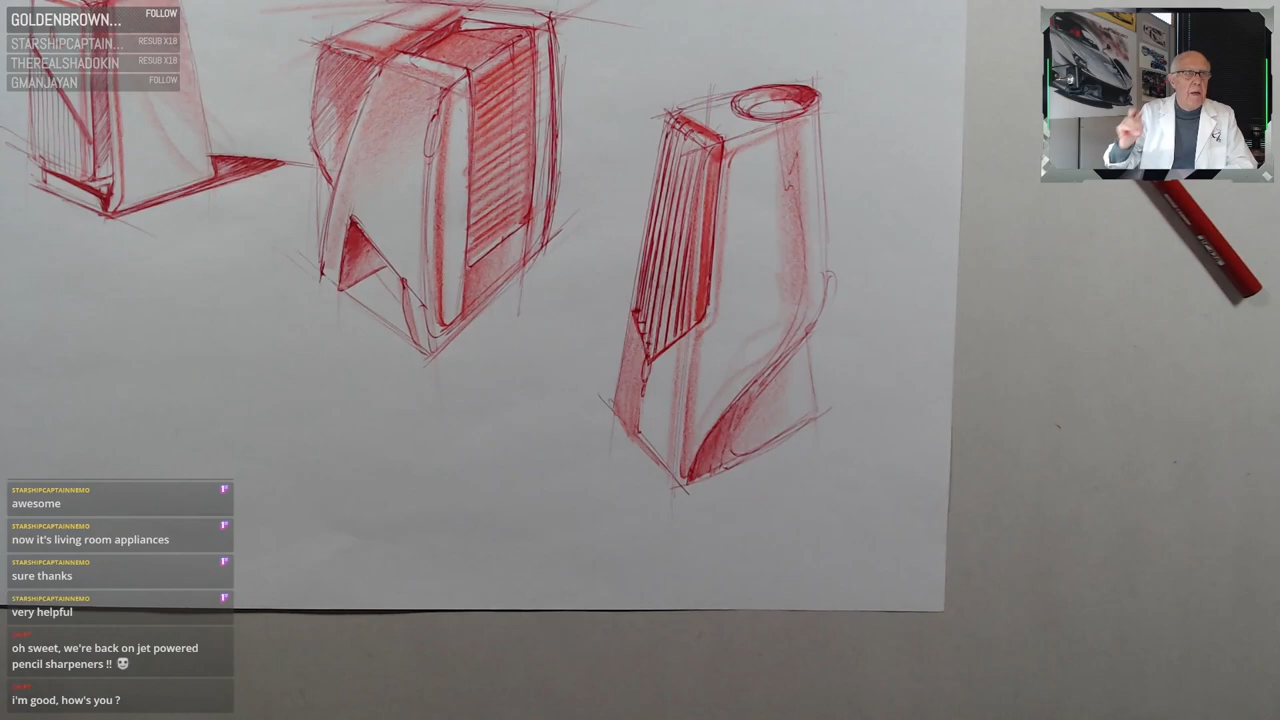 GOLDENBROWN... FOLLOW
STARSHIPCAPTAIN... RESUB X18
THEREALSHADOKIN RESUB X18
GMANJAYAN FOLLOW
STARSHIPCAPTAINNEMO
awesome
STARSHIPCAPTAINNEMO
now it's living room appliances
STARSHIPCAPTAINNEMO
sure thanks
STARSHIPCAPTAINNEMO
very helpful
oh sweet, we're back on jet powered
pencil sharpeners !! 
i'm good, how's you ?